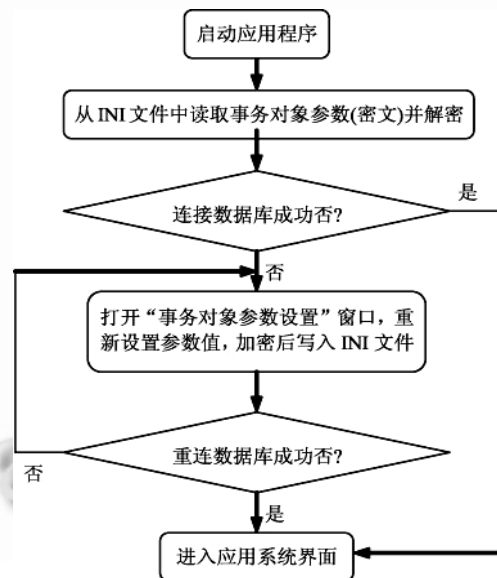 启动应用程序
从INI文件中读取事务对象参数(密文)并解密
是
连接数据库成功否?
否
打开“事务对象参数设置”窗口,重
新设置参数值,加密后写入INI文件
重连数据库成功否?
否
是
进入应用系统界面